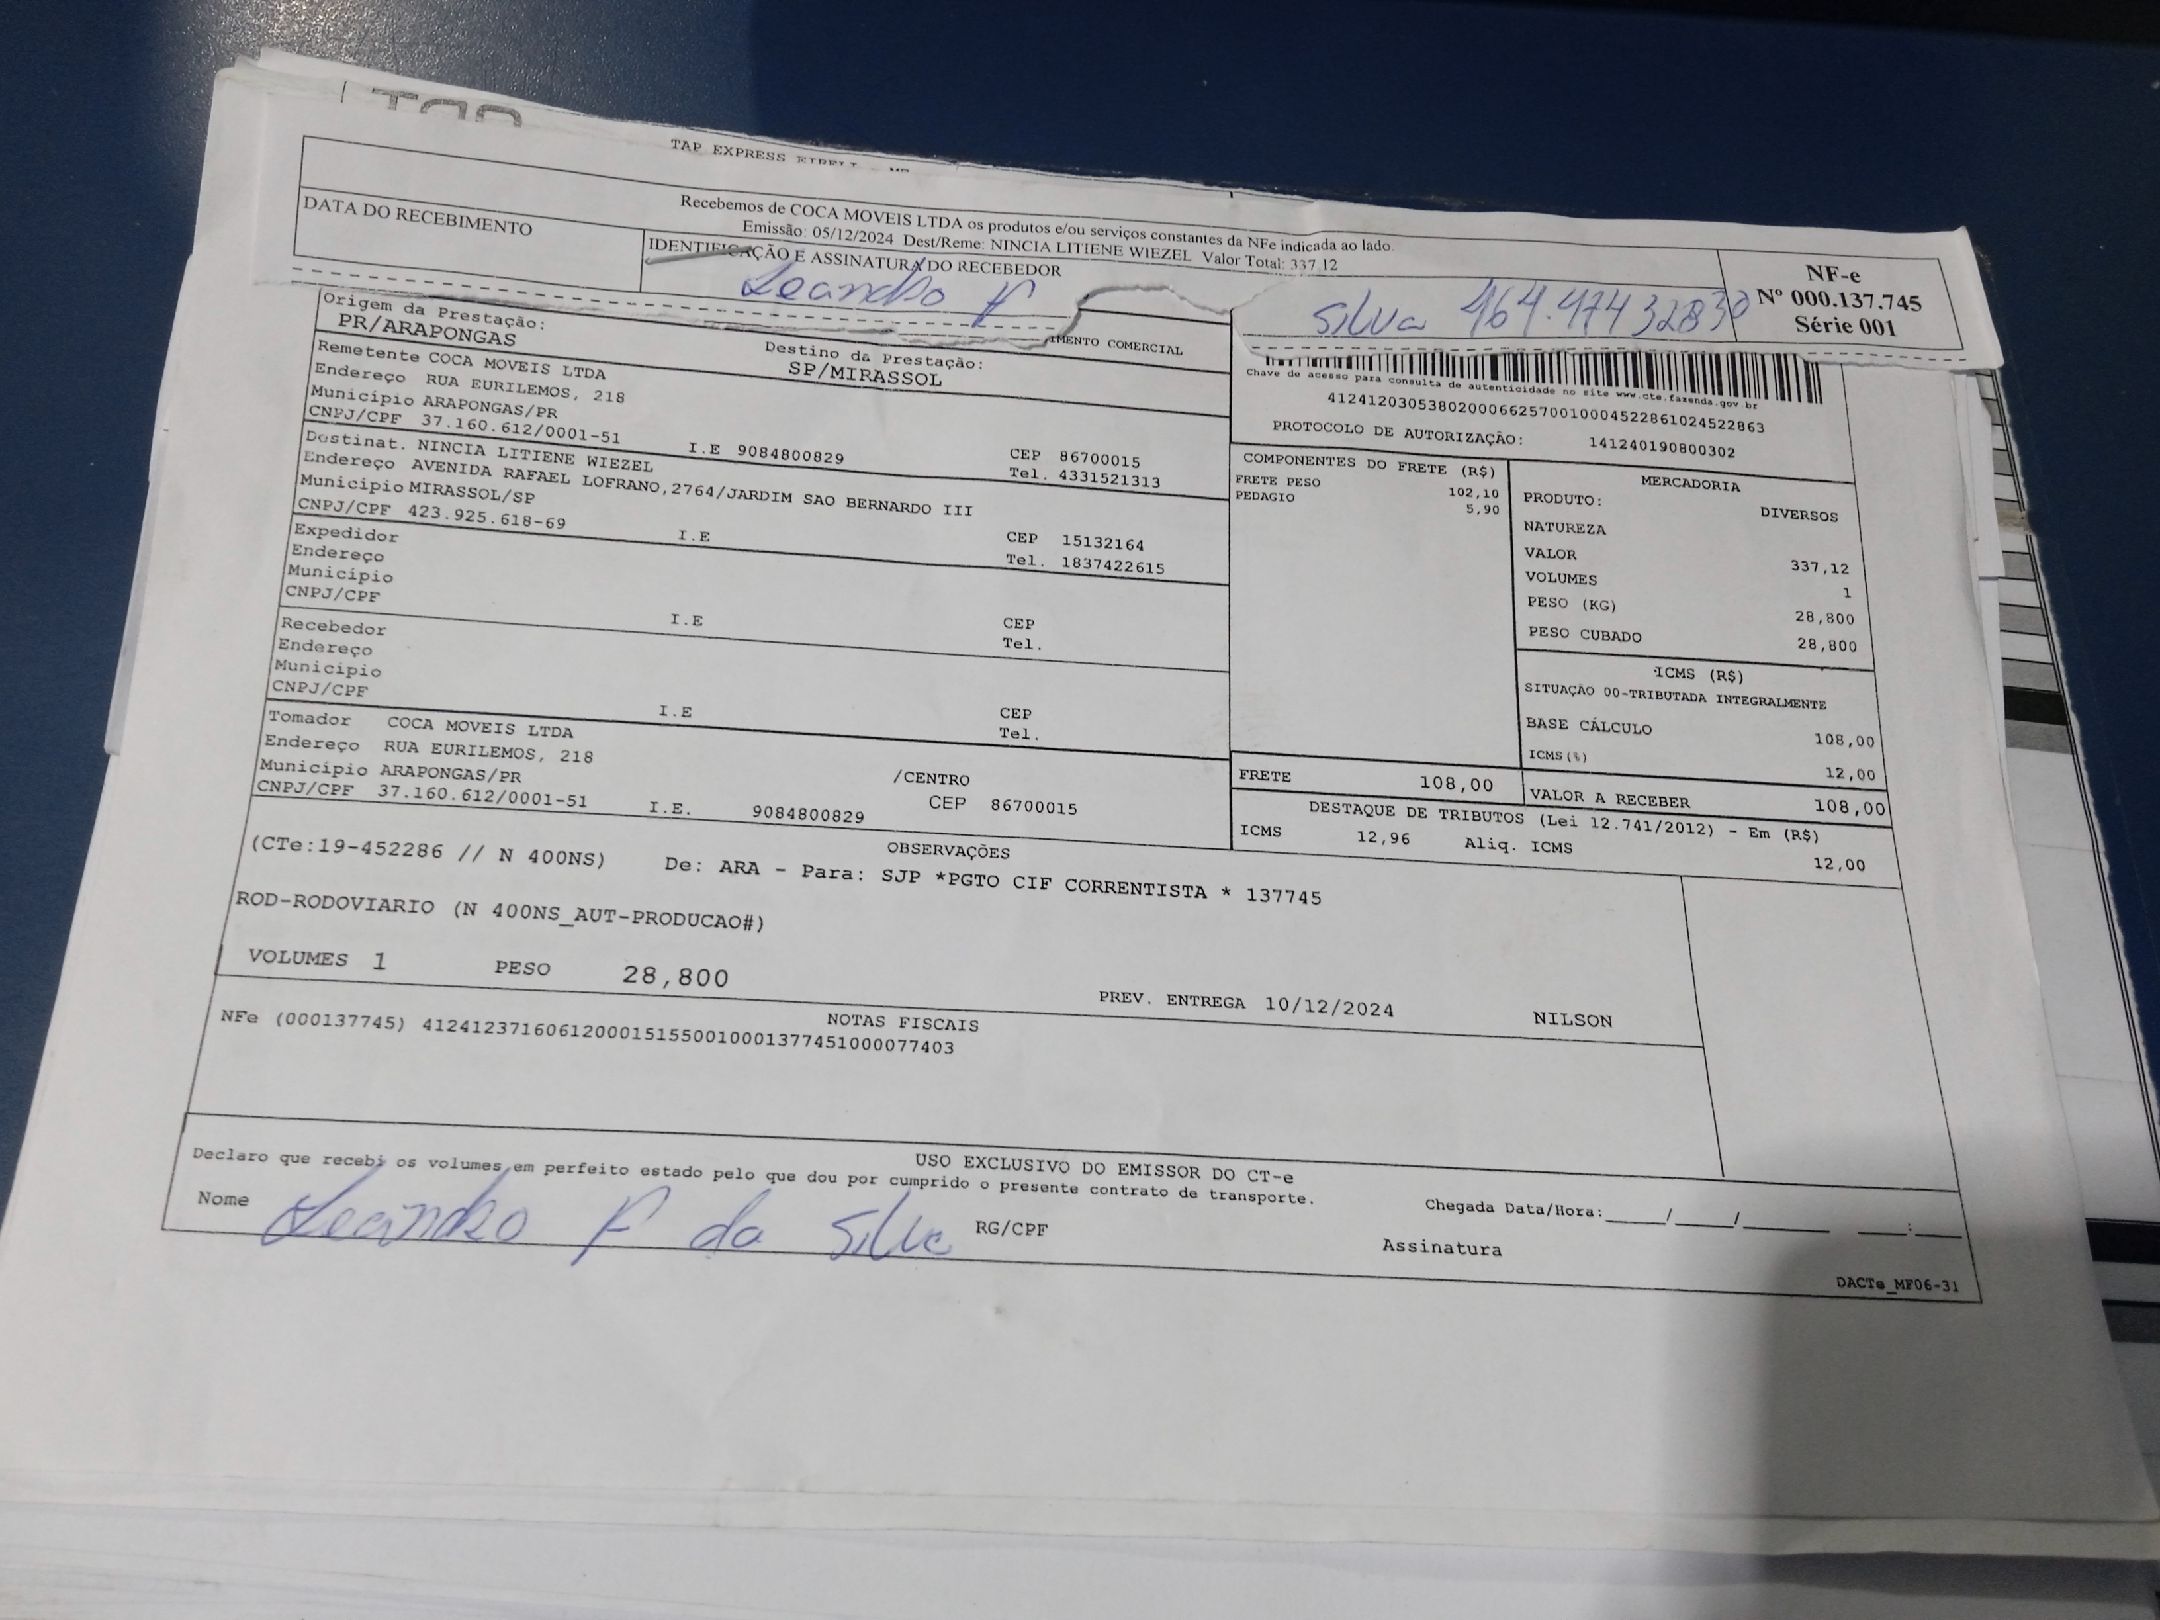 TAP EXPRESS
Recebemos de COCA MOVEIS LTDA os produtos e/ou serviços constantes da NFe indicada ao lado.
Emissão: 05/12/2024 Dest/Reme: NINCIA LITIENE WIEZEL Valor Total: 337,12
DATA DO RECEBIMENTO
IDENTIFICAÇÃO E ASSINATURA DO RECEBEDOR
Leandro F Silva 464.47432830
NF-e
Nº 000.137.745
Série 001
Origem da Prestação:
PR/ARAPONGAS
Destino da Prestação:
SP/MIRASSOL
COMERCIAL
Remetente COCA MOVEIS LTDA
Endereço RUA EURILEMOS, 218
Município ARAPONGAS/PR
CNPJ/CPF 37.160.612/0001-51 I.E 9084800829
CEP 86700015
Tel. 4331521313
Destinat. NINCIA LITIENE WIEZEL
Endereço AVENIDA RAFAEL LOFRANO,2764/JARDIM SAO BERNARDO III
Município MIRASSOL/SP
CNPJ/CPF 423.925.618-69 I.E
CEP 15132164
Tel. 1837422615
Expedidor
Endereço
Município
CNPJ/CPF I.E
CEP
Tel.
Recebedor
Endereço
Município
CNPJ/CPF I.E
CEP
Tel.
Tomador COCA MOVEIS LTDA
Endereço RUA EURILEMOS, 218
Município ARAPONGAS/PR /CENTRO
CNPJ/CPF 37.160.612/0001-51 I.E. 9084800829 CEP 86700015
Chave de acesso para consulta de autenticidade no site www.cte.fazenda.gov br
41241203053802000662570010004522861024522863
PROTOCOLO DE AUTORIZAÇÃO: 141240190800302
COMPONENTES DO FRETE (R$)
FRETE PESO 102,10
PEDAGIO 5,90
MERCADORIA
PRODUTO: DIVERSOS
NATUREZA
VALOR 337,12
VOLUMES 1
PESO (KG) 28,800
PESO CUBADO 28,800
ICMS (R$)
SITUAÇÃO 00-TRIBUTADA INTEGRALMENTE
BASE CÁLCULO 108,00
ICMS(%) 12,00
FRETE 108,00
VALOR A RECEBER 108,00
DESTAQUE DE TRIBUTOS (Lei 12.741/2012) - Em (R$)
ICMS 12,96 Aliq. ICMS 12,00
OBSERVAÇÕES
(CTe:19-452286 // N 400NS) De: ARA - Para: SJP *PGTO CIF CORRENTISTA * 137745
ROD-RODOVIARIO (N 400NS_AUT-PRODUCAO#)
VOLUMES 1 PESO 28,800
PREV. ENTREGA 10/12/2024 NILSON
NOTAS FISCAIS
NFe (000137745) 41241237160612000151550010001377451000077403
USO EXCLUSIVO DO EMISSOR DO CT-e
Declaro que recebi os volumes em perfeito estado pelo que dou por cumprido o presente contrato de transporte.
Nome Leandro F da Silva RG/CPF
Chegada Data/Hora:_____/_____/_______ ____:____
Assinatura
DACTe_MF06-31